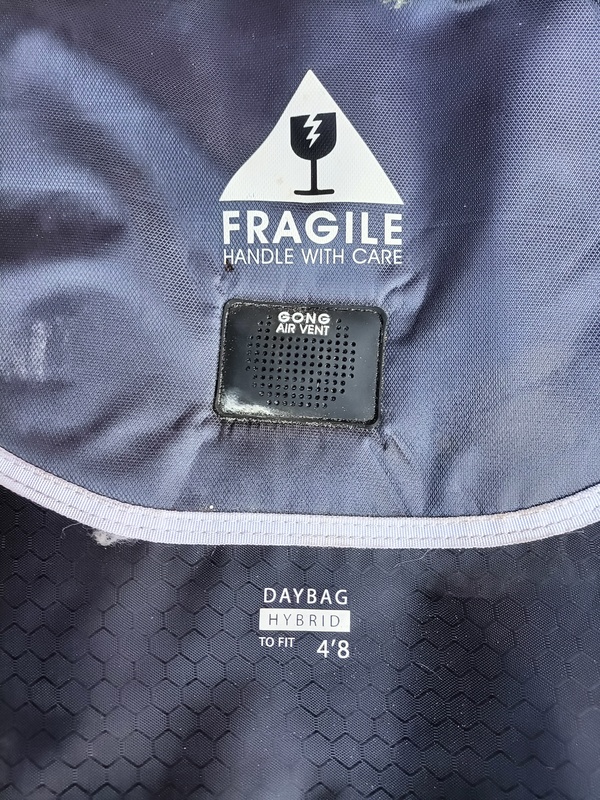 FRAGILE
HANDLE WITH CARE
GONG
AIR VENT
DAYBAG
HYBRID
TO FIT 4'8